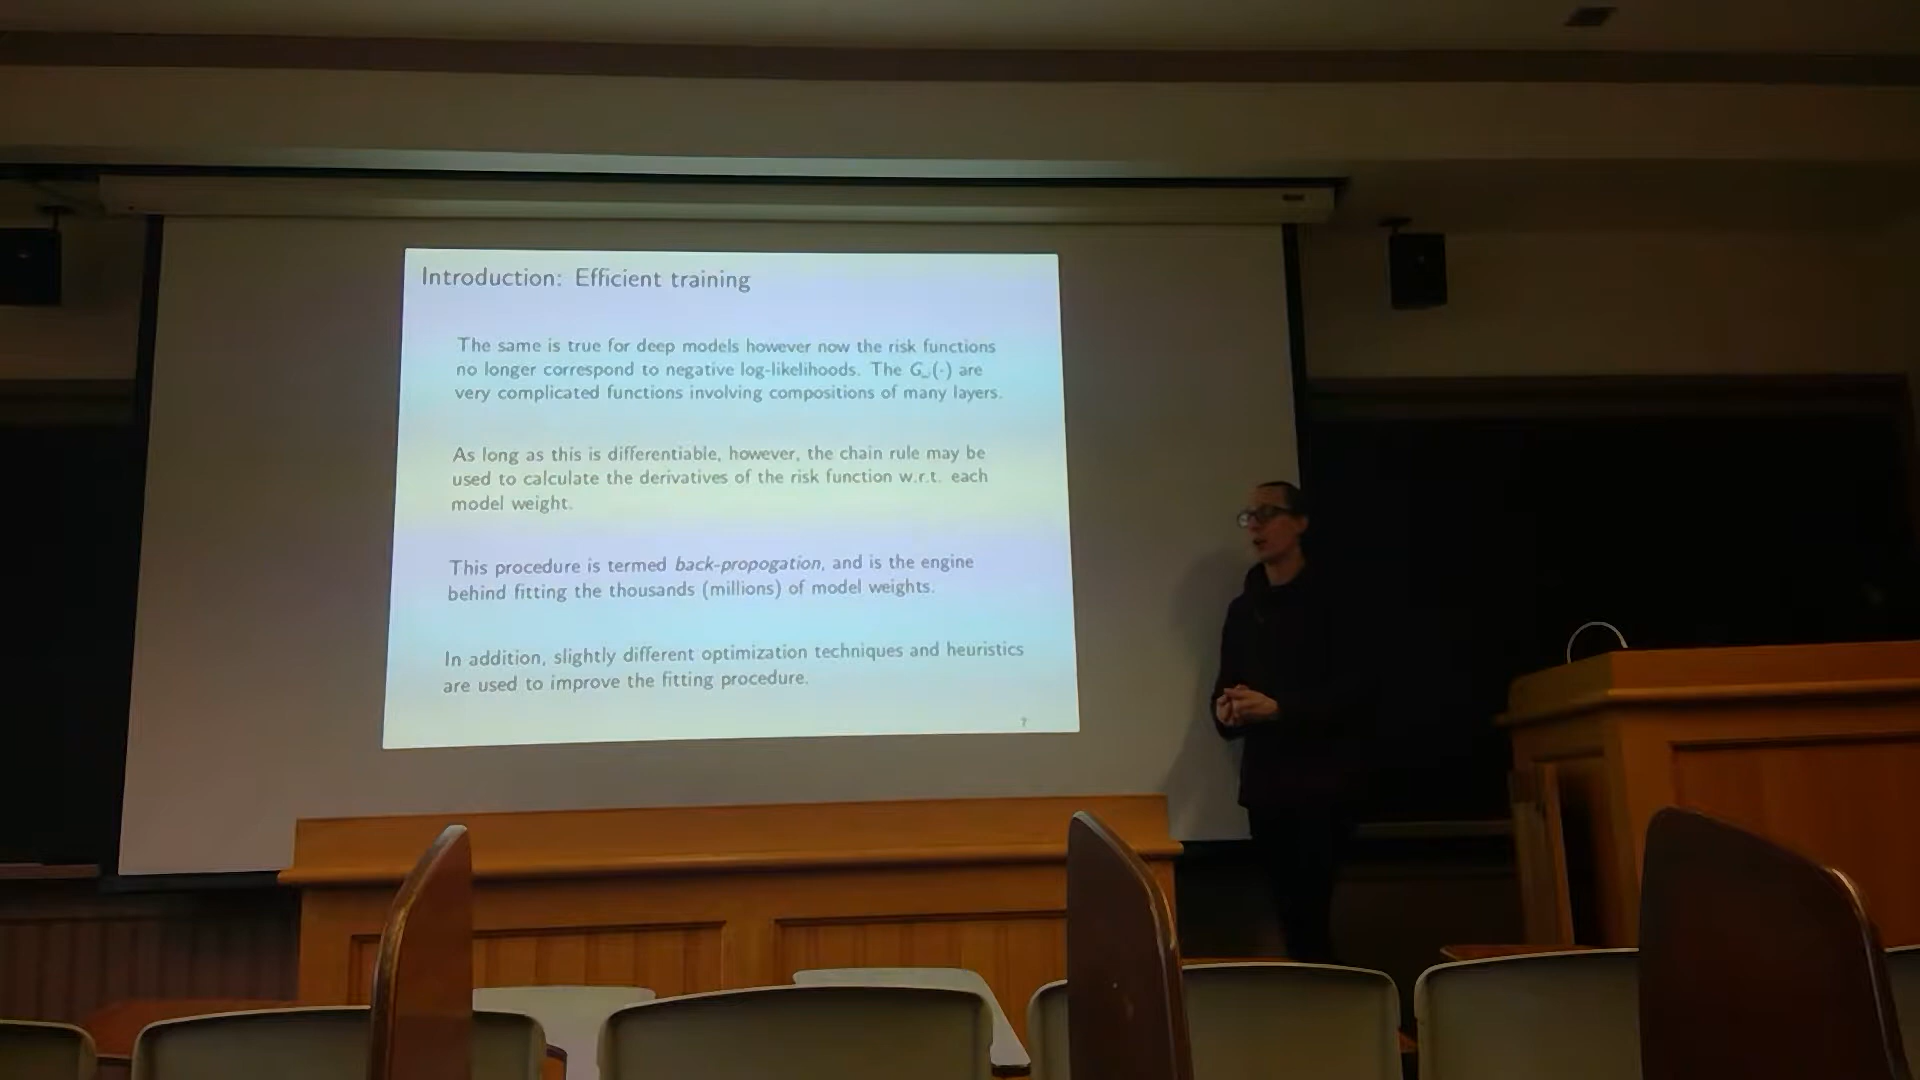 Introduction: Efficient training
The same is true for deep models however now the risk functions
no longer correspond to negative log-likelihoods. The G_ω(·) are
very complicated functions involving compositions of many layers.
As long as this is differentiable, however, the chain rule may be
used to calculate the derivatives of the risk function w.r.t. each
model weight.
This procedure is termed back-propogation, and is the engine
behind fitting the thousands (millions) of model weights.
In addition, slightly different optimization techniques and heuristics
are used to improve the fitting procedure.